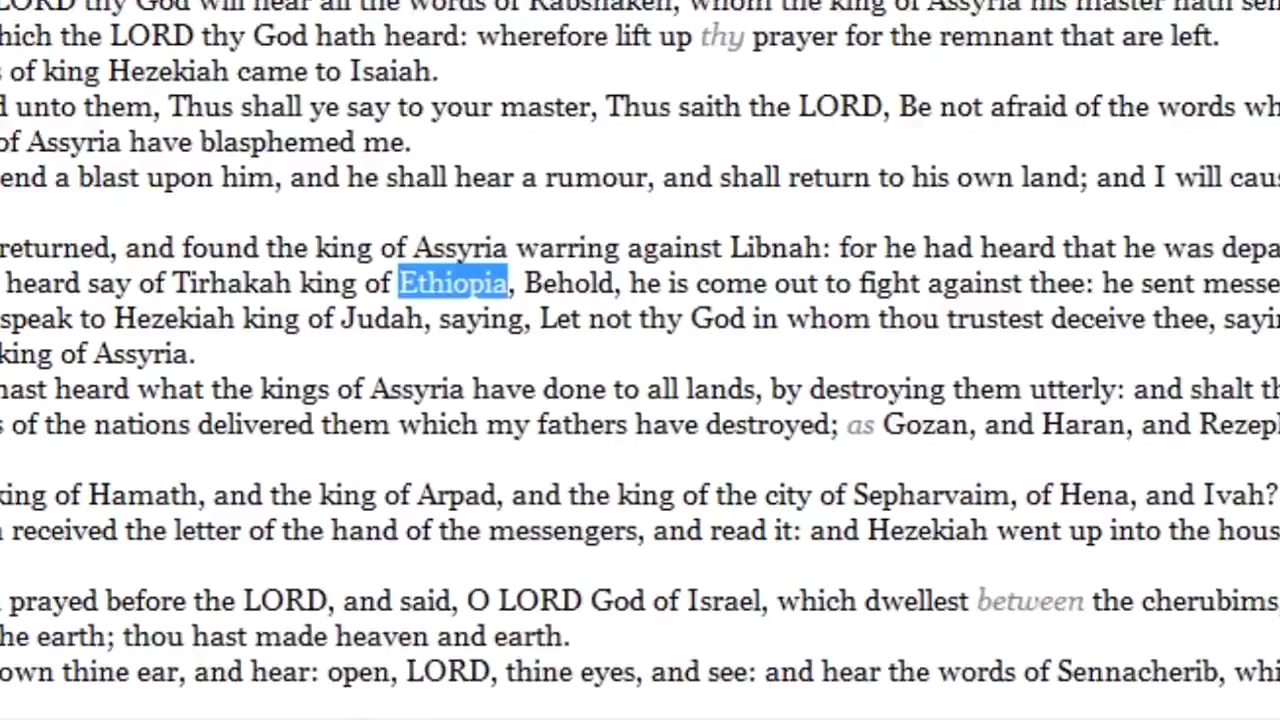 LORD thy God will hear all the words of Rabshakeh, whom the king of Assyria his master hath
which the LORD thy God hath heard: wherefore lift up thy prayer for the remnant that are left.
s of king Hezekiah came to Isaiah.
d unto them, Thus shall ye say to your master, Thus saith the LORD, Be not afraid of the words wh
of Assyria have blasphemed me.
end a blast upon him, and he shall hear a rumour, and shall return to his own land; and I will caus
returned, and found the king of Assyria warring against Libnah: for he had heard that he was depa
heard say of Tirhakah king of Ethiopia, Behold, he is come out to fight against thee: he sent messe
speak to Hezekiah king of Judah, saying, Let not thy God in whom thou trustest deceive thee, sayin
king of Assyria.
hast heard what the kings of Assyria have done to all lands, by destroying them utterly: and shalt th
s of the nations delivered them which my fathers have destroyed; as Gozan, and Haran, and Rezeph
king of Hamath, and the king of Arpad, and the king of the city of Sepharvaim, of Hena, and Ivah?
received the letter of the hand of the messengers, and read it: and Hezekiah went up into the hous
prayed before the LORD, and said, O LORD God of Israel, which dwellest between the cherubims,
he earth; thou hast made heaven and earth.
own thine ear, and hear: open, LORD, thine eyes, and see: and hear the words of Sennacherib, whi